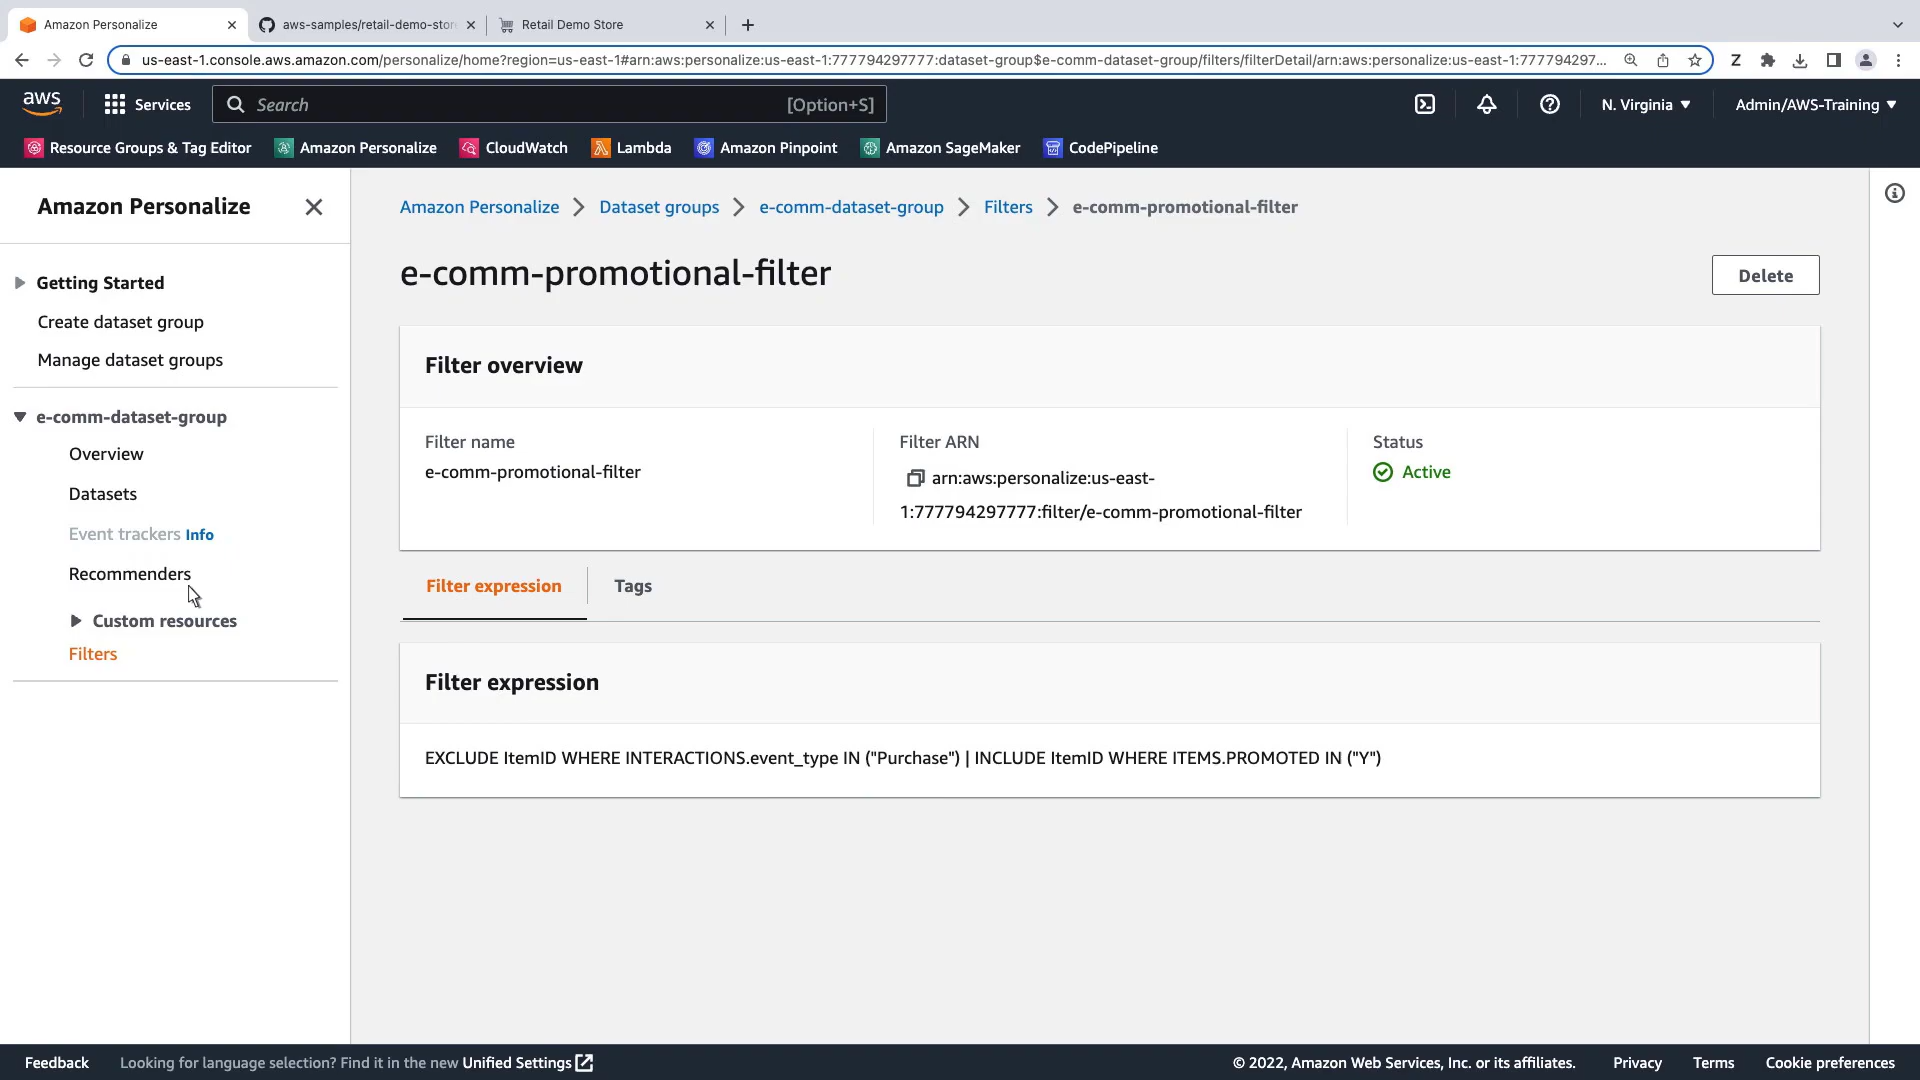 Amazon Personalize
aws-samples/retail-demo-stor
Retail Demo Store
us-east-1.console.aws.amazon.com/personalize/home?region=us-east-1#arn:aws:personalize:us-east-1:777794297777:dataset-group$e-comm-dataset-group/filters/filterDetail/arn:aws:personalize:us-east-1:777794297...
Z
aws
Services
Search
[Option+S]
N. Virginia
Admin/AWS-Training
Resource Groups & Tag Editor
Amazon Personalize
CloudWatch
Lambda
Amazon Pinpoint
Amazon SageMaker
CodePipeline
Amazon Personalize
Getting Started
Create dataset group
Manage dataset groups
e-comm-dataset-group
Overview
Datasets
Event trackers Info
Recommenders
Custom resources
Filters
Amazon Personalize
Dataset groups
e-comm-dataset-group
Filters
e-comm-promotional-filter
e-comm-promotional-filter
Delete
Filter overview
Filter name
e-comm-promotional-filter
Filter ARN
arn:aws:personalize:us-east-
1:777794297777:filter/e-comm-promotional-filter
Status
Active
Filter expression
Tags
Filter expression
EXCLUDE ItemID WHERE INTERACTIONS.event_type IN ("Purchase") | INCLUDE ItemID WHERE ITEMS.PROMOTED IN ("Y")
Feedback
Looking for language selection? Find it in the new Unified Settings
© 2022, Amazon Web Services, Inc. or its affiliates.
Privacy
Terms
Cookie preferences